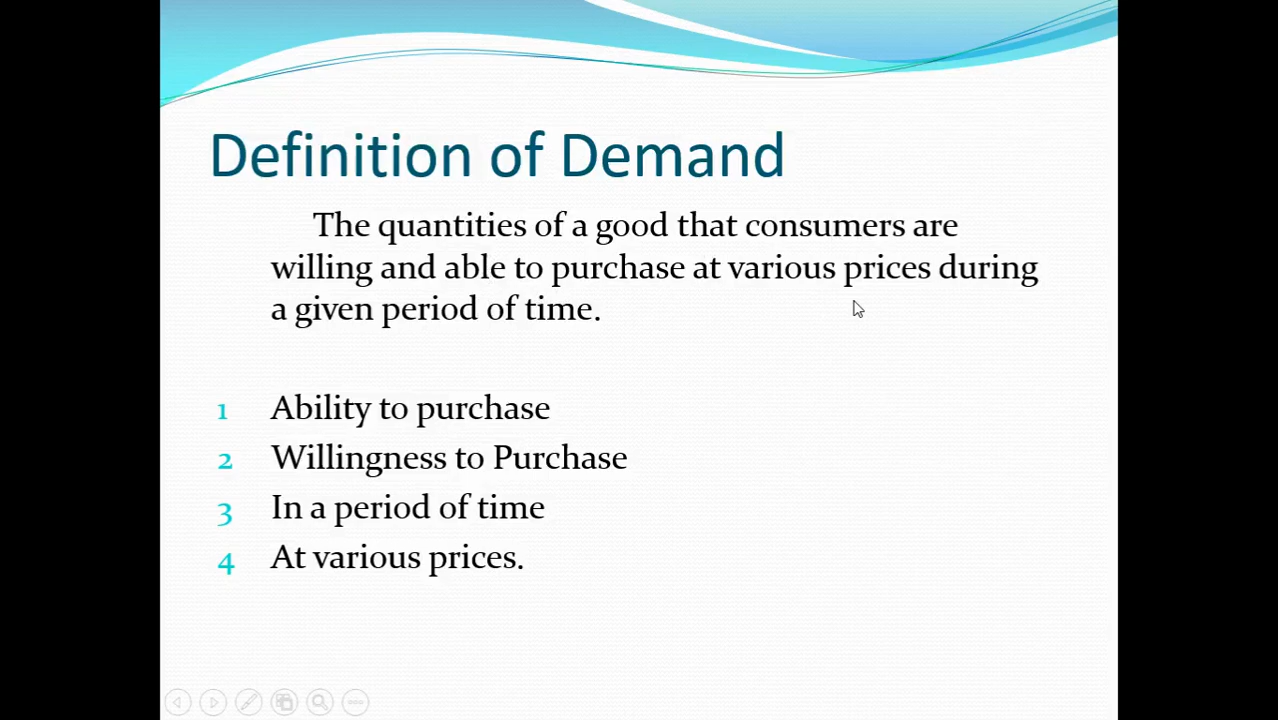 Definition of Demand
The quantities of a good that consumers are
willing and able to purchase at various prices during
a given period of time.
1 Ability to purchase
2 Willingness to Purchase
3 In a period of time
4 At various prices.